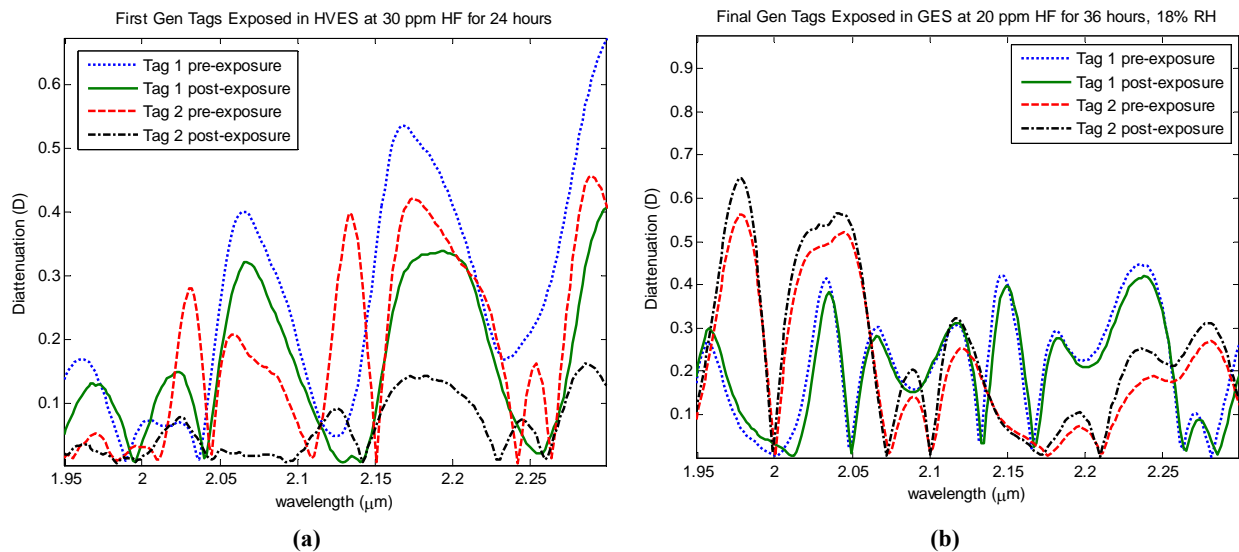 First Gen Tags Exposed in HVES at 30 ppm HF for 24 hours
Tag 1 pre-exposure
Tag 1 post-exposure
Tag 2 pre-exposure
Tag 2 post-exposure
Diattenuation (D)
0.6
0.5
0.4
0.3
0.2
0.1
1.95
2
2.05
2.1
2.15
2.2
2.25
wavelength (μm)
(a)
Final Gen Tags Exposed in GES at 20 ppm HF for 36 hours, 18% RH
Tag 1 pre-exposure
Tag 1 post-exposure
Tag 2 pre-exposure
Tag 2 post-exposure
Diattenuation (D)
0.9
0.8
0.7
0.6
0.5
0.4
0.3
0.2
0.1
1.95
2
2.05
2.1
2.15
2.2
2.25
wavelength (μm)
(b)